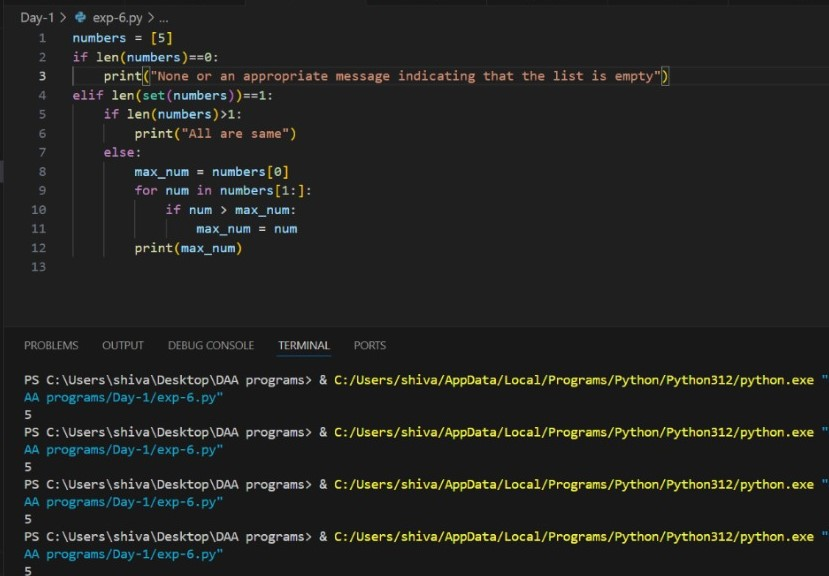 Day-1 > exp-6.py > ...
1 numbers = [5]
2 if len(numbers)==0:
3 print("None or an appropriate message indicating that the list is empty")
4 elif len(set(numbers))==1:
5 if len(numbers)>1:
6 print("All are same")
7 else:
8 max_num = numbers[0]
9 for num in numbers[1:]:
10 if num > max_num:
11 max_num = num
12 print(max_num)
13
PROBLEMS OUTPUT DEBUG CONSOLE TERMINAL PORTS
PS C:\Users\shiva\Desktop\DAA programs> & C:/Users/shiva/AppData/Local/Programs/Python/Python312/python.exe "
AA programs/Day-1/exp-6.py"
5
PS C:\Users\shiva\Desktop\DAA programs> & C:/Users/shiva/AppData/Local/Programs/Python/Python312/python.exe "
AA programs/Day-1/exp-6.py"
5
PS C:\Users\shiva\Desktop\DAA programs> & C:/Users/shiva/AppData/Local/Programs/Python/Python312/python.exe "
AA programs/Day-1/exp-6.py"
5
PS C:\Users\shiva\Desktop\DAA programs> & C:/Users/shiva/AppData/Local/Programs/Python/Python312/python.exe "
AA programs/Day-1/exp-6.py"
5